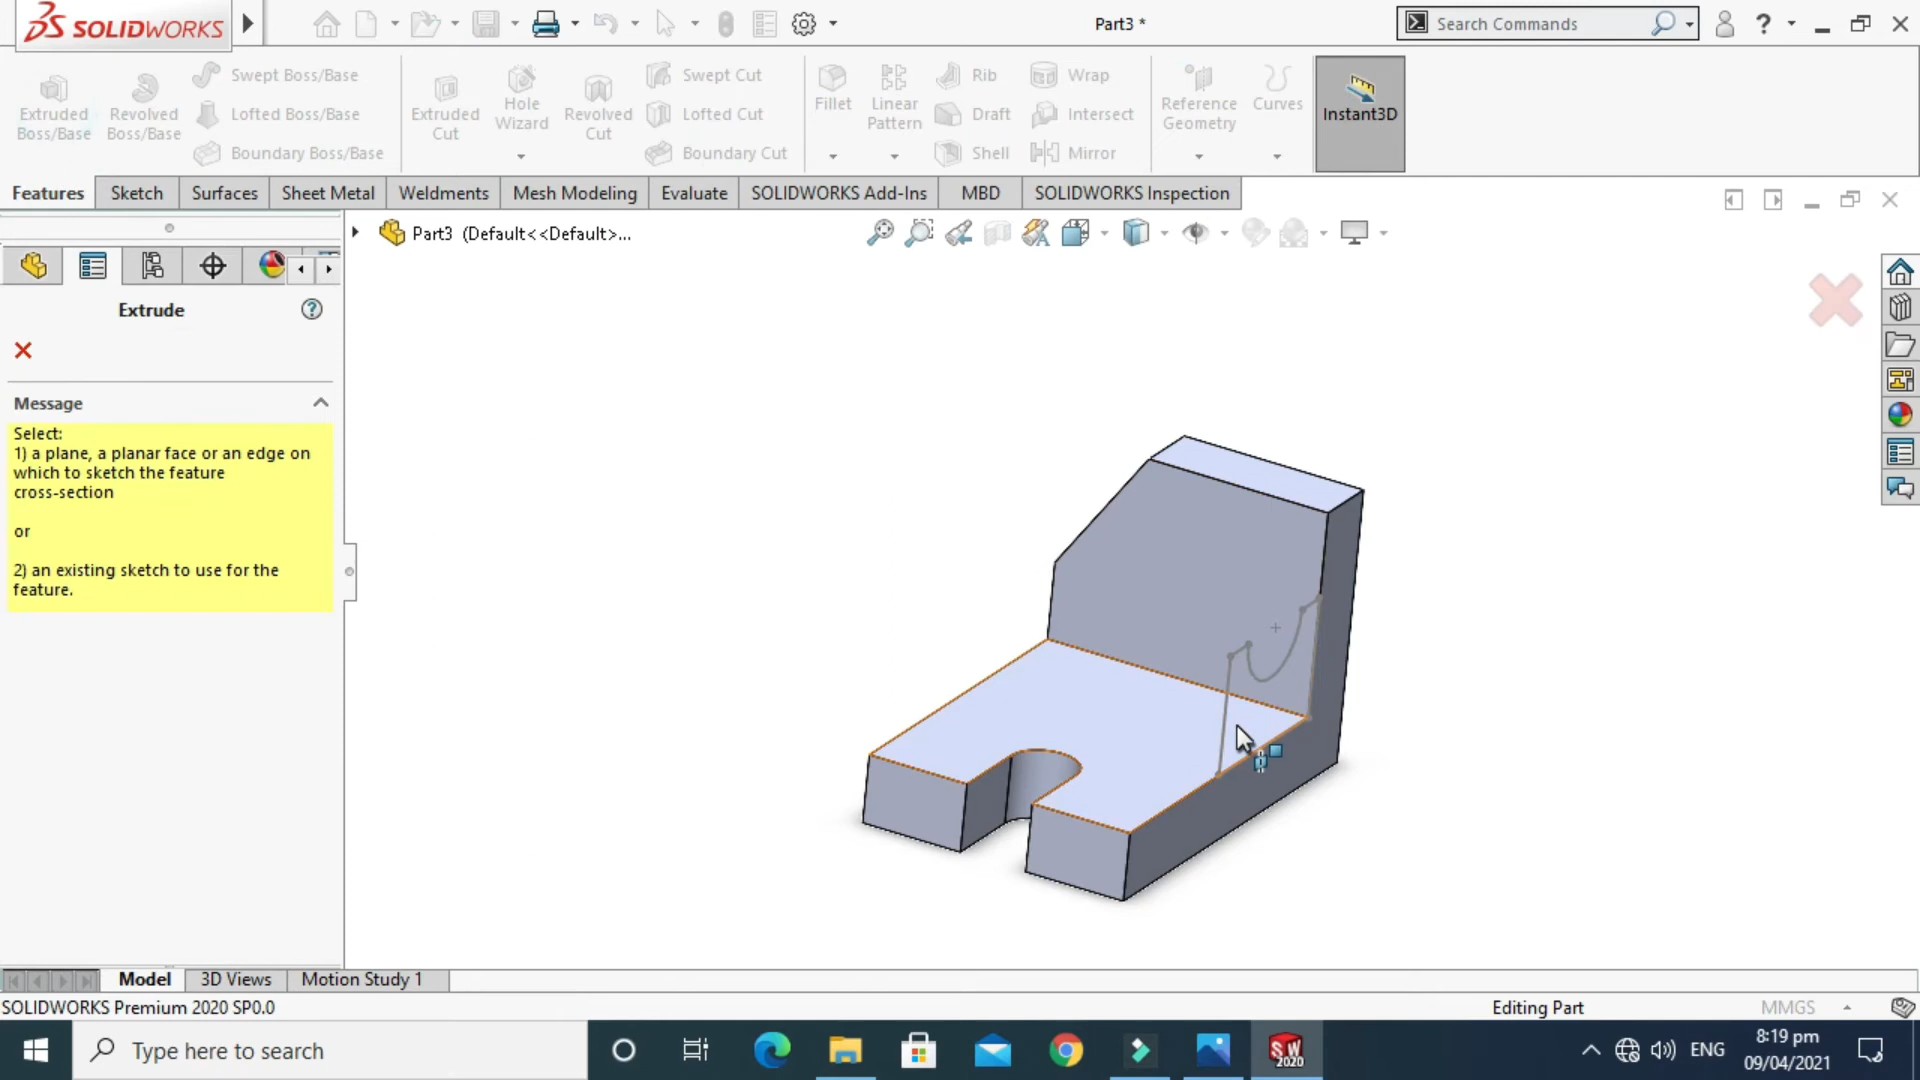 SOLIDWORKS
Part3 *
Search Commands
Extruded Boss/Base
Revolved Boss/Base
Swept Boss/Base
Lofted Boss/Base
Boundary Boss/Base
Extruded Cut
Hole Wizard
Revolved Cut
Swept Cut
Lofted Cut
Boundary Cut
Fillet
Linear Pattern
Rib
Draft
Shell
Wrap
Intersect
Mirror
Reference Geometry
Curves
Instant3D
Features
Sketch
Surfaces
Sheet Metal
Weldments
Mesh Modeling
Evaluate
SOLIDWORKS Add-Ins
MBD
SOLIDWORKS Inspection
Part3 (Default<<Default>...
Extrude
Message
Select:
1) a plane, a planar face or an edge on
which to sketch the feature
cross-section
or
2) an existing sketch to use for the
feature.
Model
3D Views
Motion Study 1
SOLIDWORKS Premium 2020 SP0.0
Editing Part
MMGS
Type here to search
SW
2020
ENG
8:19 pm
09/04/2021